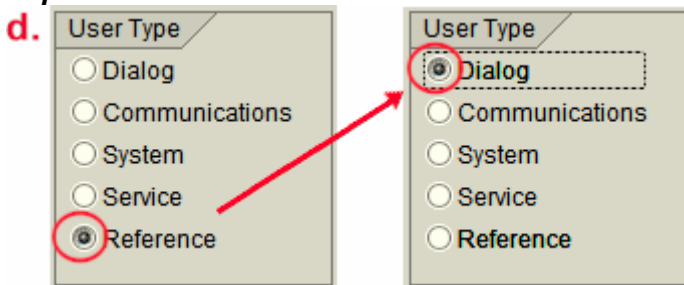 d.
User Type
Dialog
Communications
System
Service
Reference
User Type
Dialog
Communications
System
Service
Reference